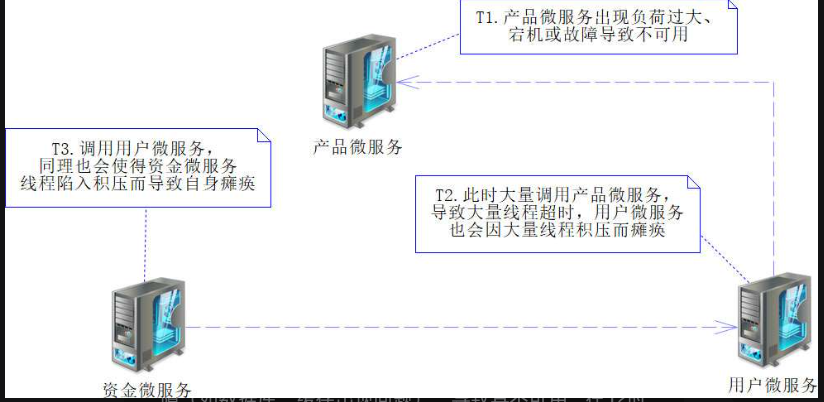 T1.产品微服务出现负荷过大、
宕机或故障导致不可用
产品微服务
T3.调用用户微服务，
同理也会使得资金微服务
线程陷入积压而导致自身瘫痪
T2.此时大量调用产品微服务，
导致大量线程超时，用户微服务
也会因大量线程积压而瘫痪
资金微服务
用户微服务